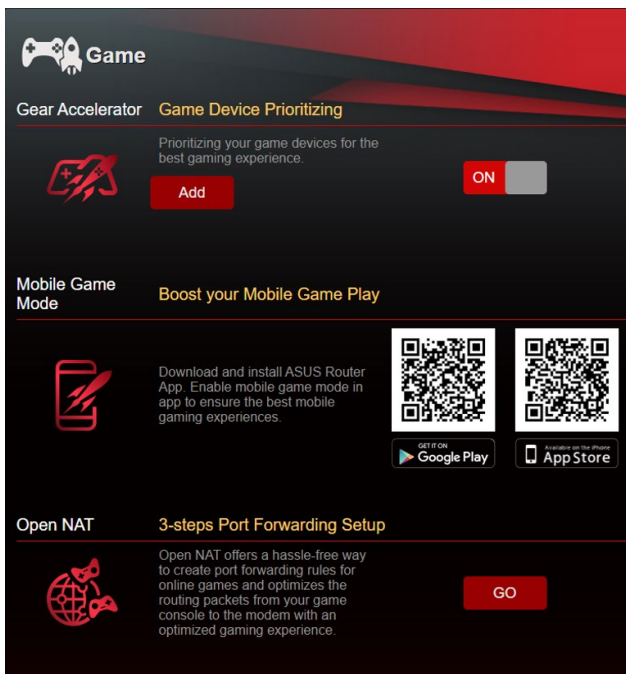 Game
Gear Accelerator
Game Device Prioritizing
Prioritizing your game devices for the
best gaming experience.
Add
ON
Mobile Game
Mode
Boost your Mobile Game Play
Download and install ASUS Router
App. Enable mobile game mode in
app to ensure the best mobile
gaming experiences.
GET IT ON
Google Play
Available on the iPhone
App Store
Open NAT
3-steps Port Forwarding Setup
Open NAT offers a hassle-free way
to create port forwarding rules for
online games and optimizes the
routing packets from your game
console to the modem with an
optimized gaming experience.
GO